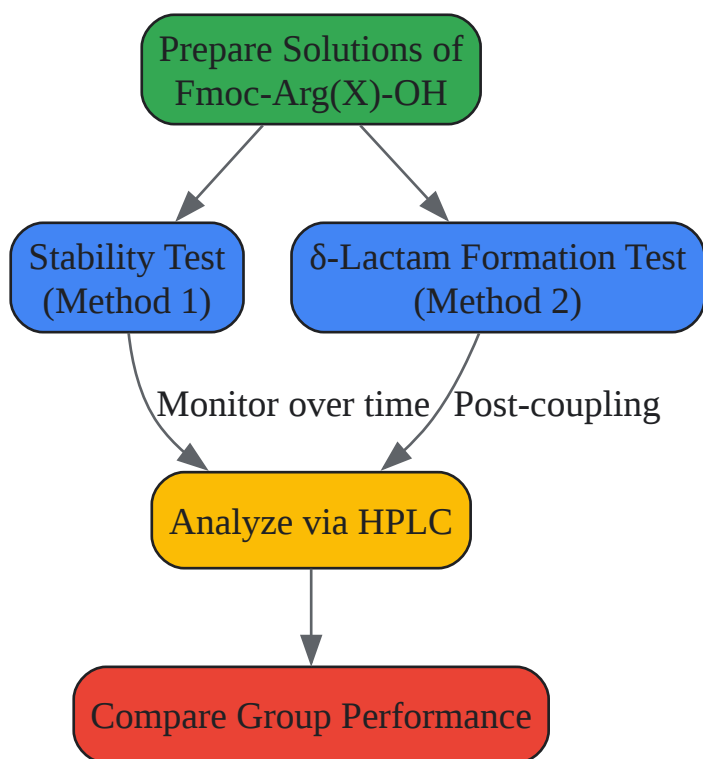 Prepare Solutions of
Fmoc-Arg(X)-OH
Stability Test
(Method 1)
δ-Lactam Formation Test
(Method 2)
Monitor over time
Post-coupling
Analyze via HPLC
Compare Group Performance